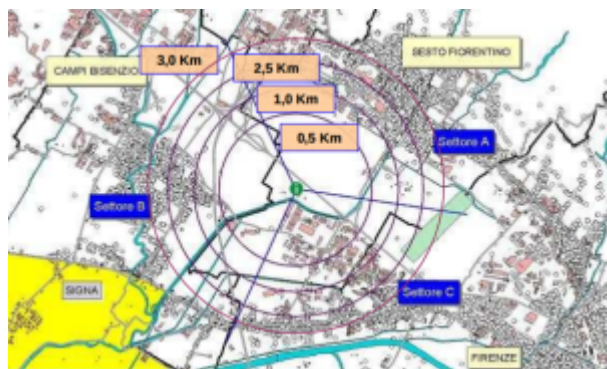 3,0 Km
2,5 Km
1,0 Km
0,5 Km
CAMPI BISENZIO
SESTO FIORENTINO
Settore A
Settore B
SIGNA
Settore C
FIRENZE